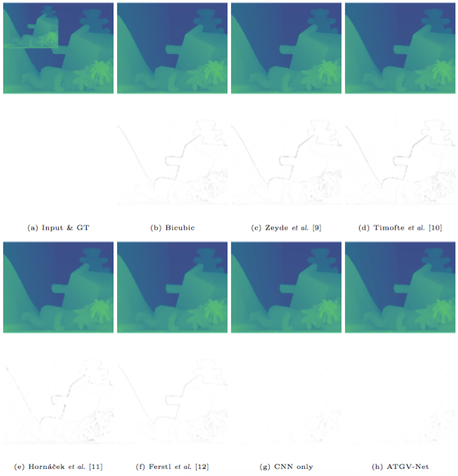 (a) Input & GT
(b) Bicubic
(c) Zeyde et al. [9]
(d) Timofte et al. [10]
(e) Hornáček et al. [11]
(f) Ferstl et al. [12]
(g) CNN only
(h) ATGV-Net